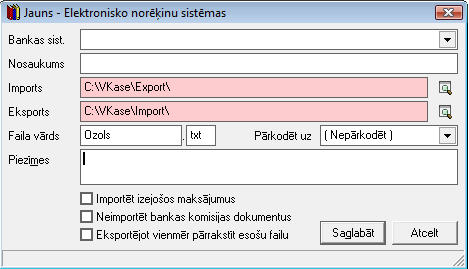 Jauns - Elektronisko norēķinu sistēmas
Bankas sist.
Nosaukums
Imports C:\VKase\Export\
Eksports C:\VKase\Import\
Faila vārds Ozols . txt Pārkodēt uz ( Nepārkodēt )
Piezīmes
Importēt izejošos maksājumus
Neimportēt bankas komisijas dokumentus
Eksportējot vienmēr pārrakstīt esošu failu
Saglabāt Atcelt